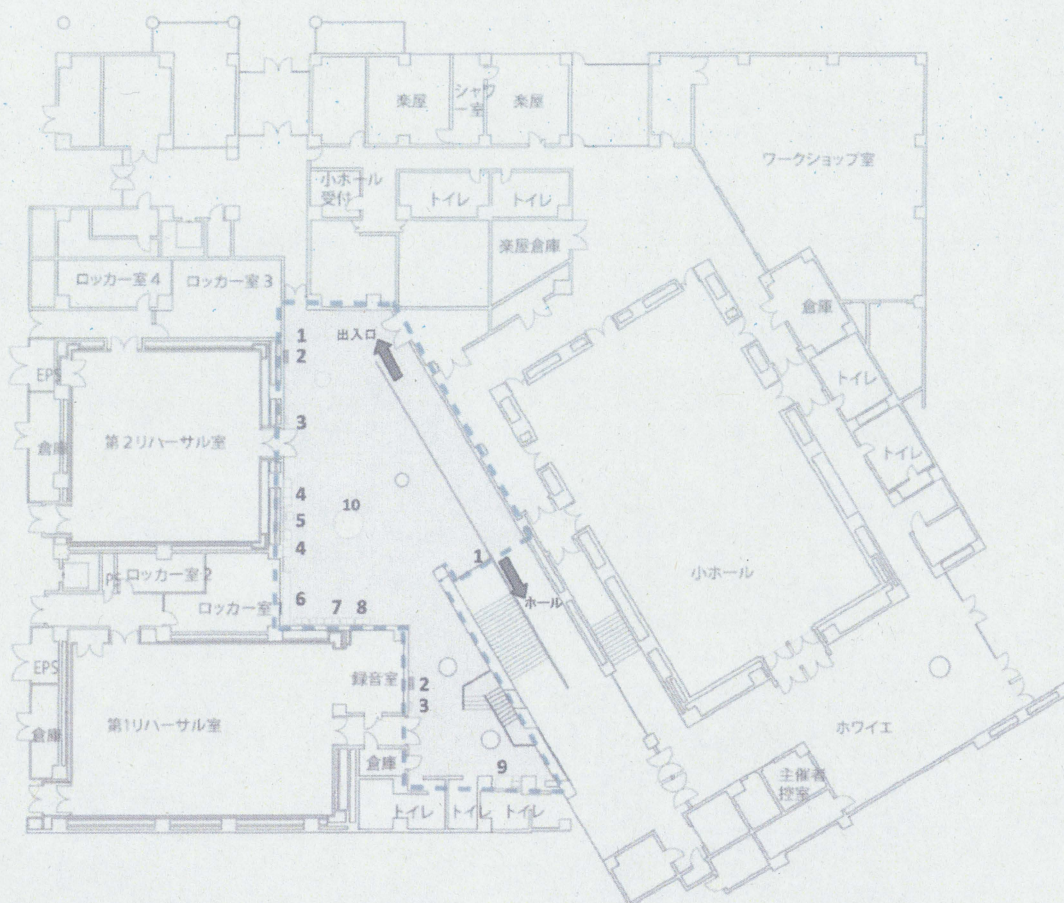 楽屋
シャワ
ー室
楽屋
ワークショップ室
小ホール
受付
トイレ
トイレ
楽屋倉庫
ロッカー室4
ロッカー室3
倉庫
1
2
出入口
EPS
トイレ
3
第2リハーサル室
倉庫
トイレ
4
10
5
4
1
小ホール
PS
ロッカー室2
ロッカー室
ホール
6
7
8
EPS
録音室
2
3
第1リハーサル室
倉庫
ホワイエ
倉庫
9
主催者
控室
トイレ
トイレ
トイレ